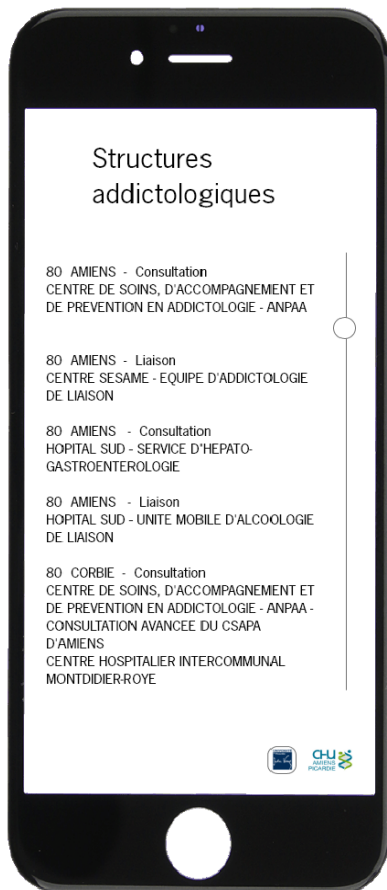 Structures
addictologiques
80 AMIENS - Consultation
CENTRE DE SOINS, D'ACCOMPAGNEMENT ET
DE PREVENTION EN ADDICTOLOGIE - ANPAA
80 AMIENS - Liaison
CENTRE SESAME - EQUIPE D'ADDICTOLOGIE
DE LIAISON
80 AMIENS - Consultation
HOPITAL SUD - SERVICE D'HEPATO-
GASTROENTEROLOGIE
80 AMIENS - Liaison
HOPITAL SUD - UNITE MOBILE D'ALCOOLOGIE
DE LIAISON
80 CORBIE - Consultation
CENTRE DE SOINS, D'ACCOMPAGNEMENT ET
DE PREVENTION EN ADDICTOLOGIE - ANPAA -
CONSULTATION AVANCEE DU CSAPA
D'AMIENS
CENTRE HOSPITALIER INTERCOMMUNAL
MONTDIDIER-ROYE
CHU
AMIENS
PICARDIE